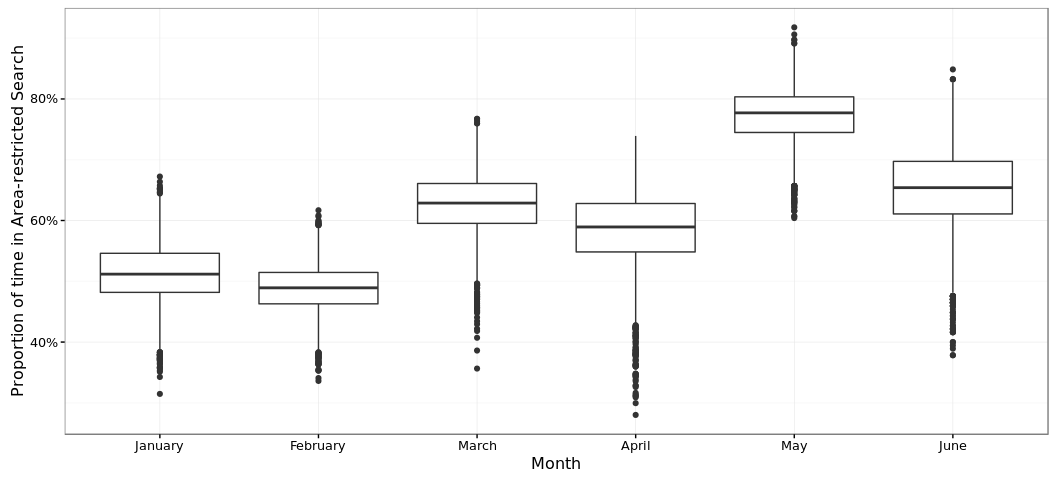 Proportion of time in Area-restricted Search
80%
60%
40%
January February March April May June
Month